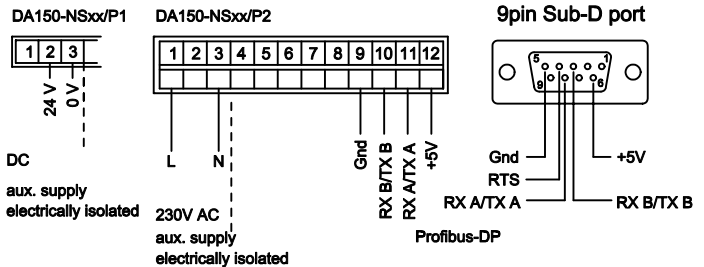 DA150-NSxx/P1
1 2 3
24 V
0 V
DC
aux. supply
electrically isolated
DA150-NSxx/P2
1 2 3 4 5 6 7 8 9 10 11 12
L
N
230V AC
aux. supply
electrically isolated
Gnd
RX B/TX B
RX A/TX A
+5V
9pin Sub-D port
5
1
9
6
Gnd
+5V
RTS
RX A/TX A
RX B/TX B
Profibus-DP